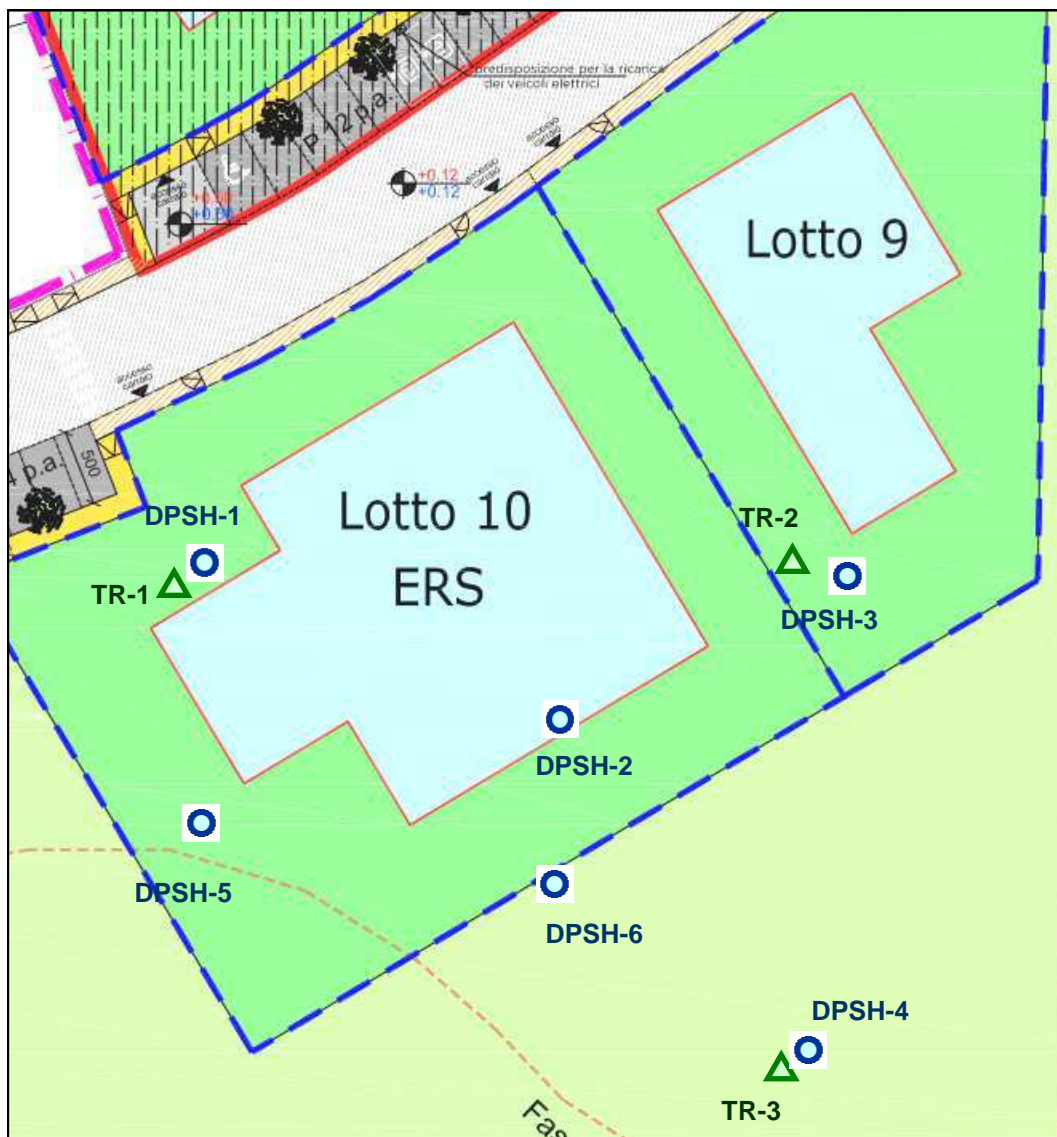 predisposizione per la ricarica
dei veicoli elettrici
P 12 p.a.
accesso
carraio
accesso
carraio
accesso
carraio
+0.12
+0.12
Lotto 9
accesso
carraio
4 p.a.
500
Lotto 10
ERS
DPSH-1
TR-1
TR-2
DPSH-3
DPSH-2
DPSH-5
DPSH-6
DPSH-4
TR-3
Fas